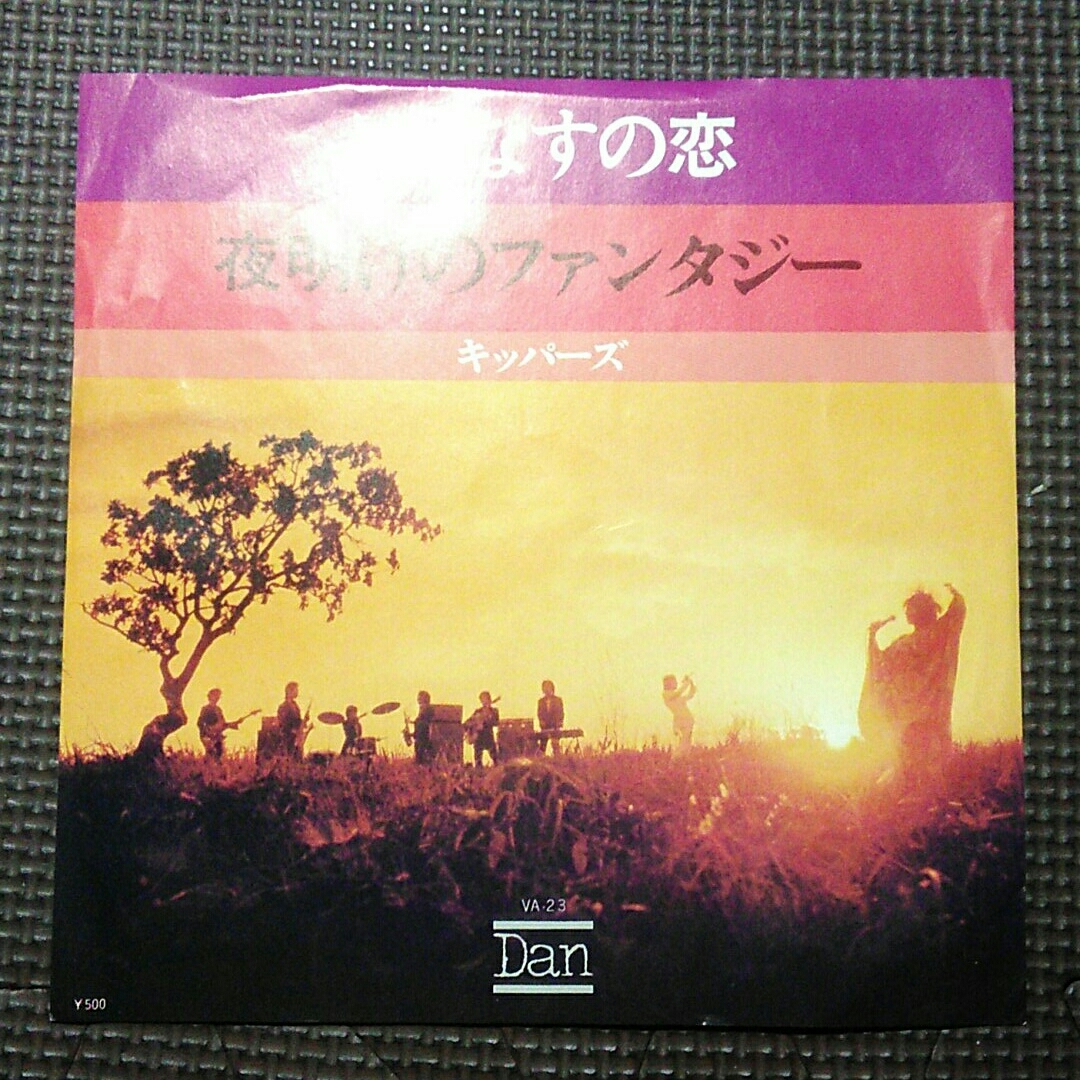 なすの恋
夜明けのファンタジー
キッパーズ
VA-23
Dan
¥500